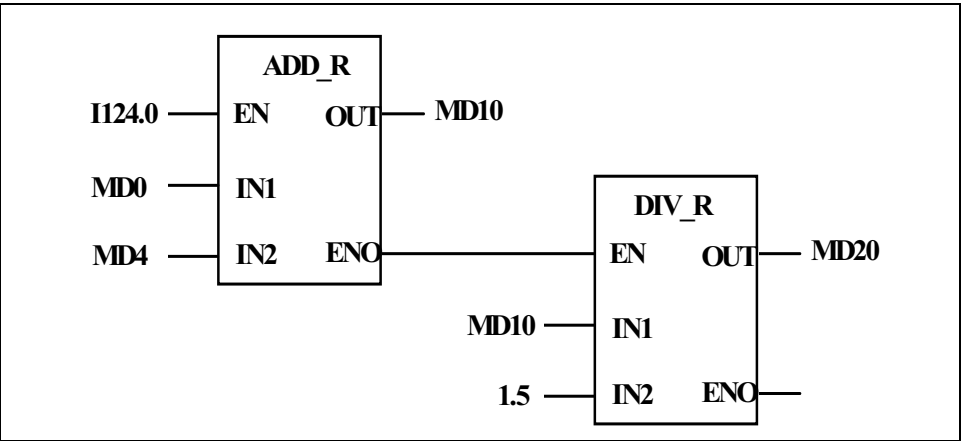 ADD_R
I124.0 EN OUT MD10
MD0 IN1
MD4 IN2 ENO
DIV_R
EN OUT MD20
MD10 IN1
1.5 IN2 ENO